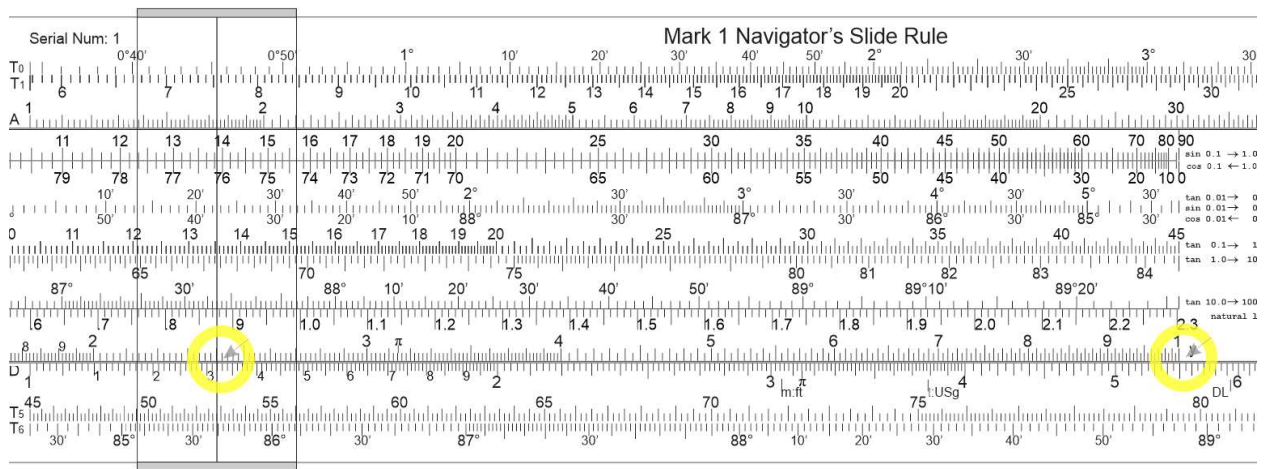 Serial Num: 1
Mark 1 Navigator's Slide Rule
0°40' 0°50' 1° 10' 20' 30' 40' 50' 2° 30' 3° 30
T0
T1
6 7 8 9 10 11 12 13 14 15 16 17 18 19 20 25 30
1 2 3 4 5 6 7 8 9 10 20 30
A
11 12 13 14 15 16 17 18 19 20 25 30 35 40 45 50 60 70 80 90
sin 0.1 → 1.0
cos 0.1 ← 1.0
79 78 77 76 75 74 73 72 71 70 65 60 55 50 45 40 30 20 10 0
10' 20' 30' 40' 50' 2° 30' 3° 30' 4° 30' 5° 30'
tan 0.01→ 0
sin 0.01→ 0
cos 0.01← 0
° 50' 40' 30' 20' 10' 88° 30' 87° 30' 86° 30' 85° 30'
0 11 12 13 14 15 16 17 18 19 20 25 30 35 40 45
tan 0.1→ 1
tan 1.0→ 10
65 70 75 80 81 82 83 84
87° 30' 88° 10' 20' 30' 40' 50' 89° 89°10' 89°20'
tan 10.0→100
natural l
.6 .7 .8 .9 1.0 1.1 1.2 1.3 1.4 1.5 1.6 1.7 1.8 1.9 2.0 2.1 2.2 2.3
8 9 2 3 π 4 5 6 7 8 9 1
D
1 1 2 3 4 5 6 7 8 9 2 3 π 4 5 6
m:ft :USg DL
T5
45 50 55 60 65 70 75 80
T6
30' 85° 30' 86° 30' 87° 30' 88° 10' 20' 30' 40' 50' 89°